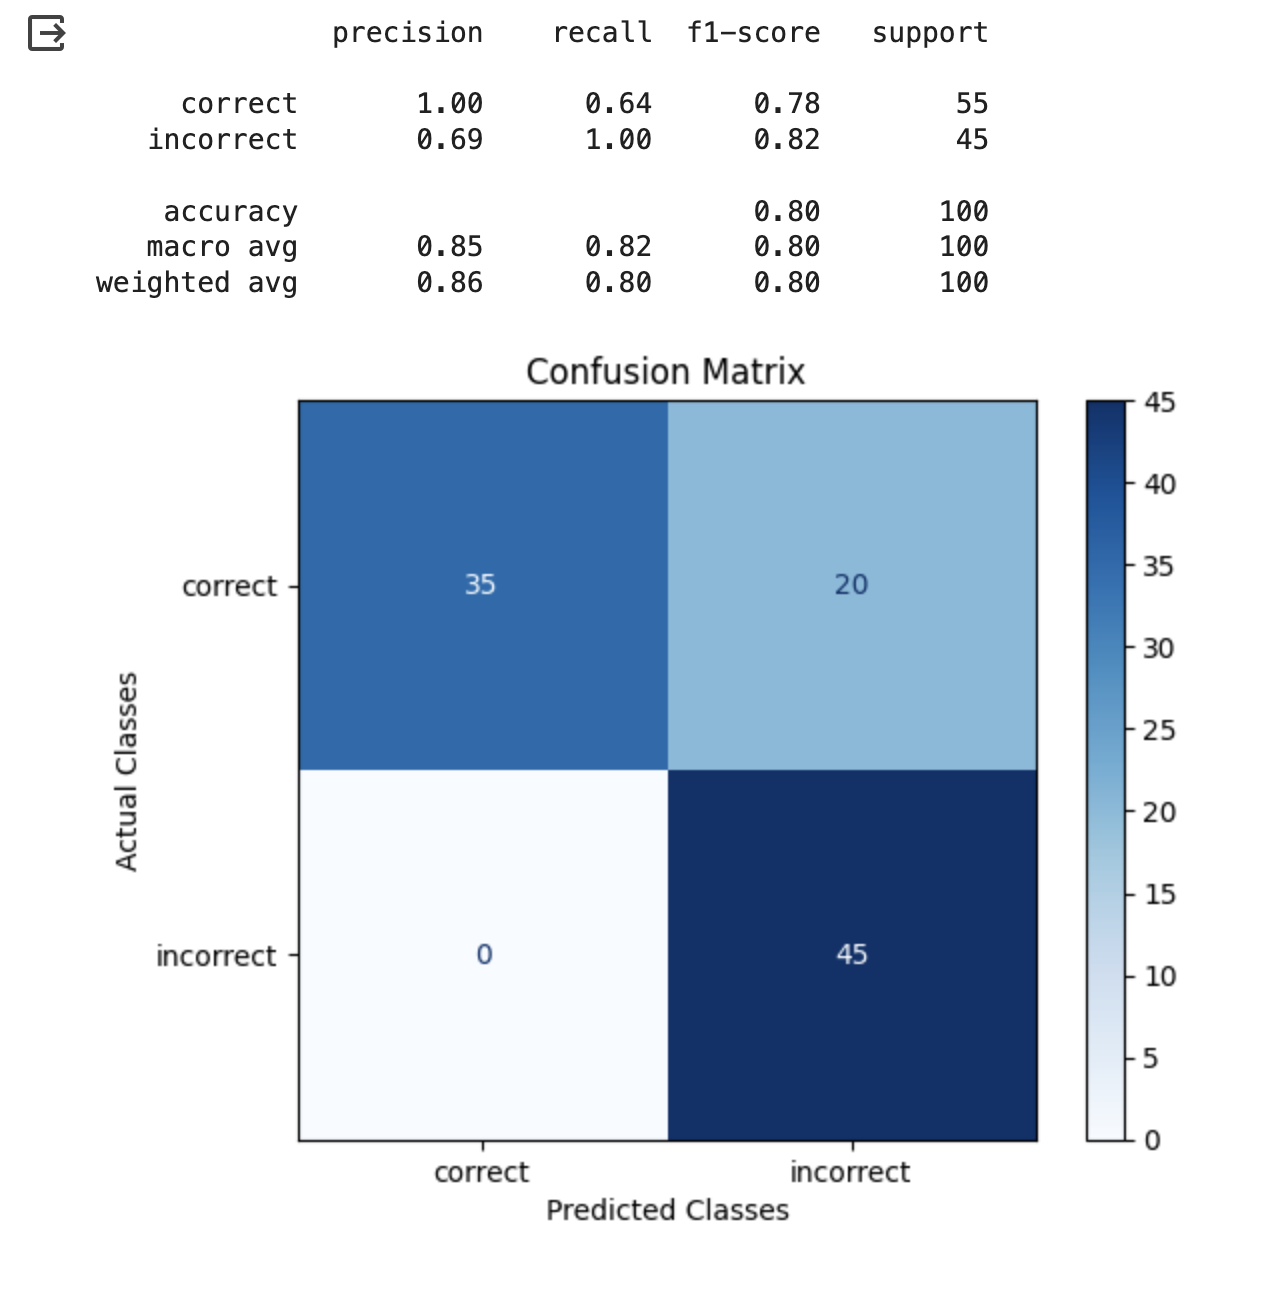 precision recall f1-score support
correct 1.00 0.64 0.78 55
incorrect 0.69 1.00 0.82 45
accuracy 0.80 100
macro avg 0.85 0.82 0.80 100
weighted avg 0.86 0.80 0.80 100
Confusion Matrix
45
40
35
30
25
20
15
10
5
0
Actual Classes
correct 35 20
incorrect 0 45
correct incorrect
Predicted Classes